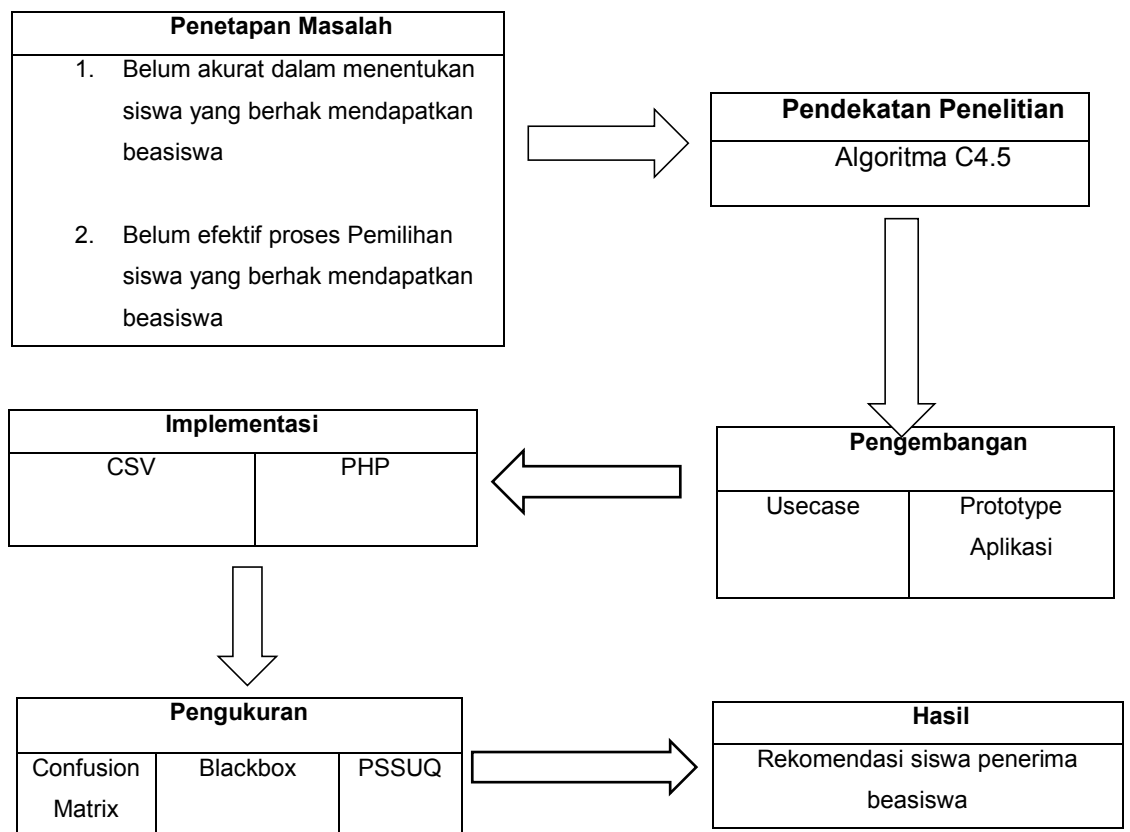 Penetapan Masalah
1. Belum akurat dalam menentukan
siswa yang berhak mendapatkan
beasiswa
2. Belum efektif proses Pemilihan
siswa yang berhak mendapatkan
beasiswa
Pendekatan Penelitian
Algoritma C4.5
Pengembangan
Usecase
Prototype
Aplikasi
Implementasi
CSV
PHP
Pengukuran
Confusion
Matrix
Blackbox
PSSUQ
Hasil
Rekomendasi siswa penerima
beasiswa